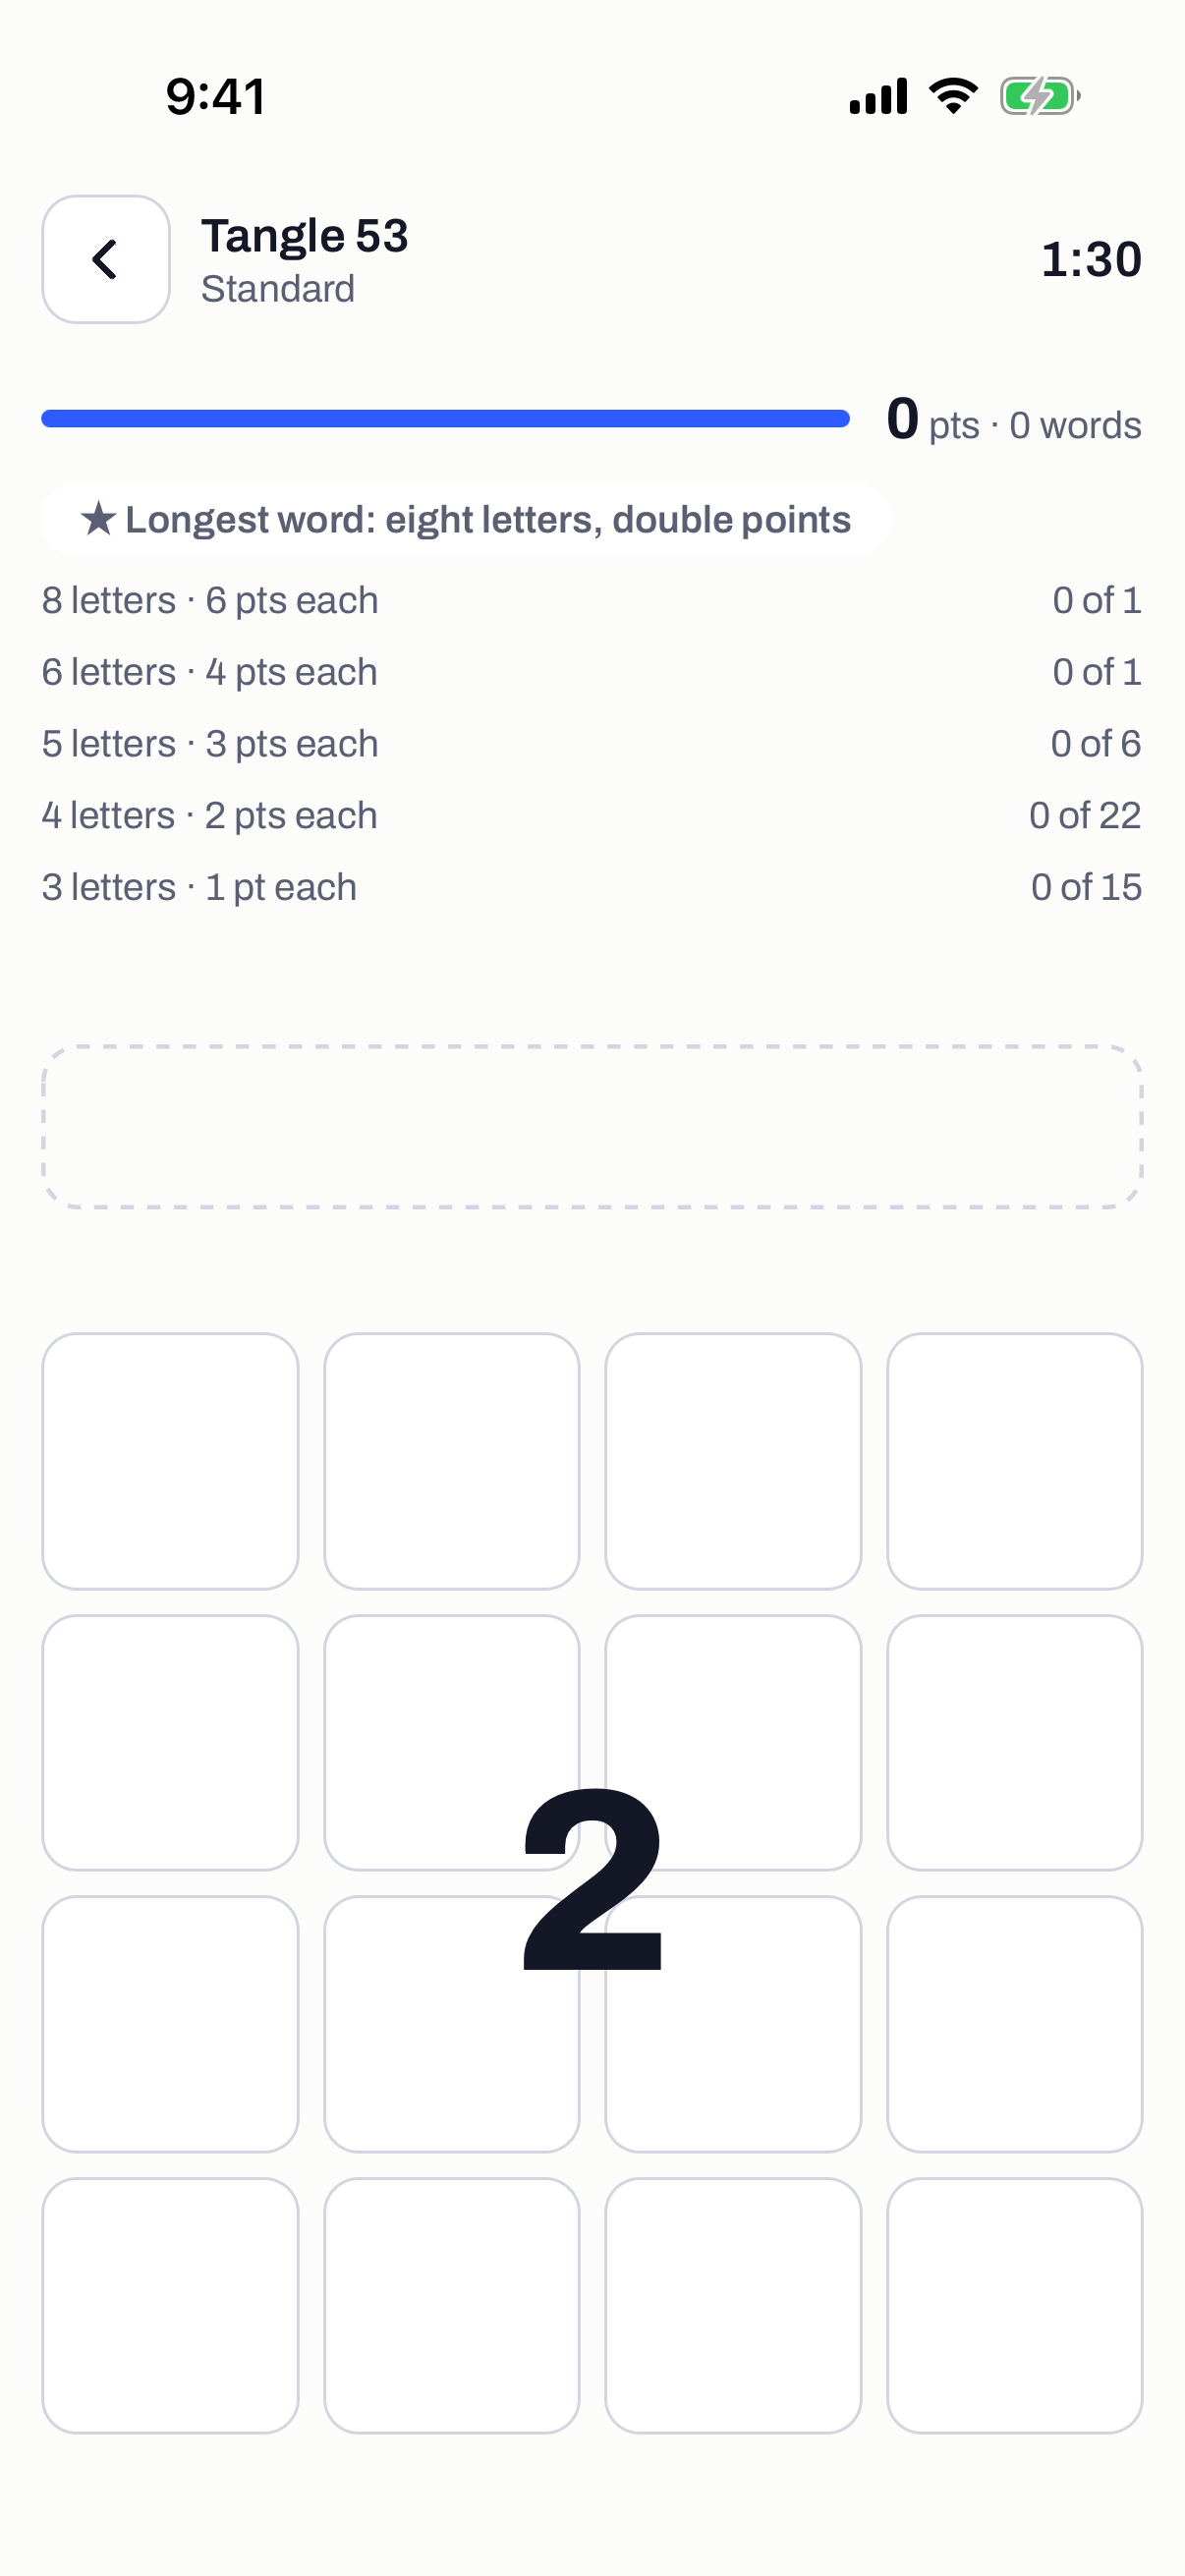 9:41
Tangle 53
Standard
1:30
0 pts · 0 words
★ Longest word: eight letters, double points
8 letters · 6 pts each 0 of 1
6 letters · 4 pts each 0 of 1
5 letters · 3 pts each 0 of 6
4 letters · 2 pts each 0 of 22
3 letters · 1 pt each 0 of 15
2